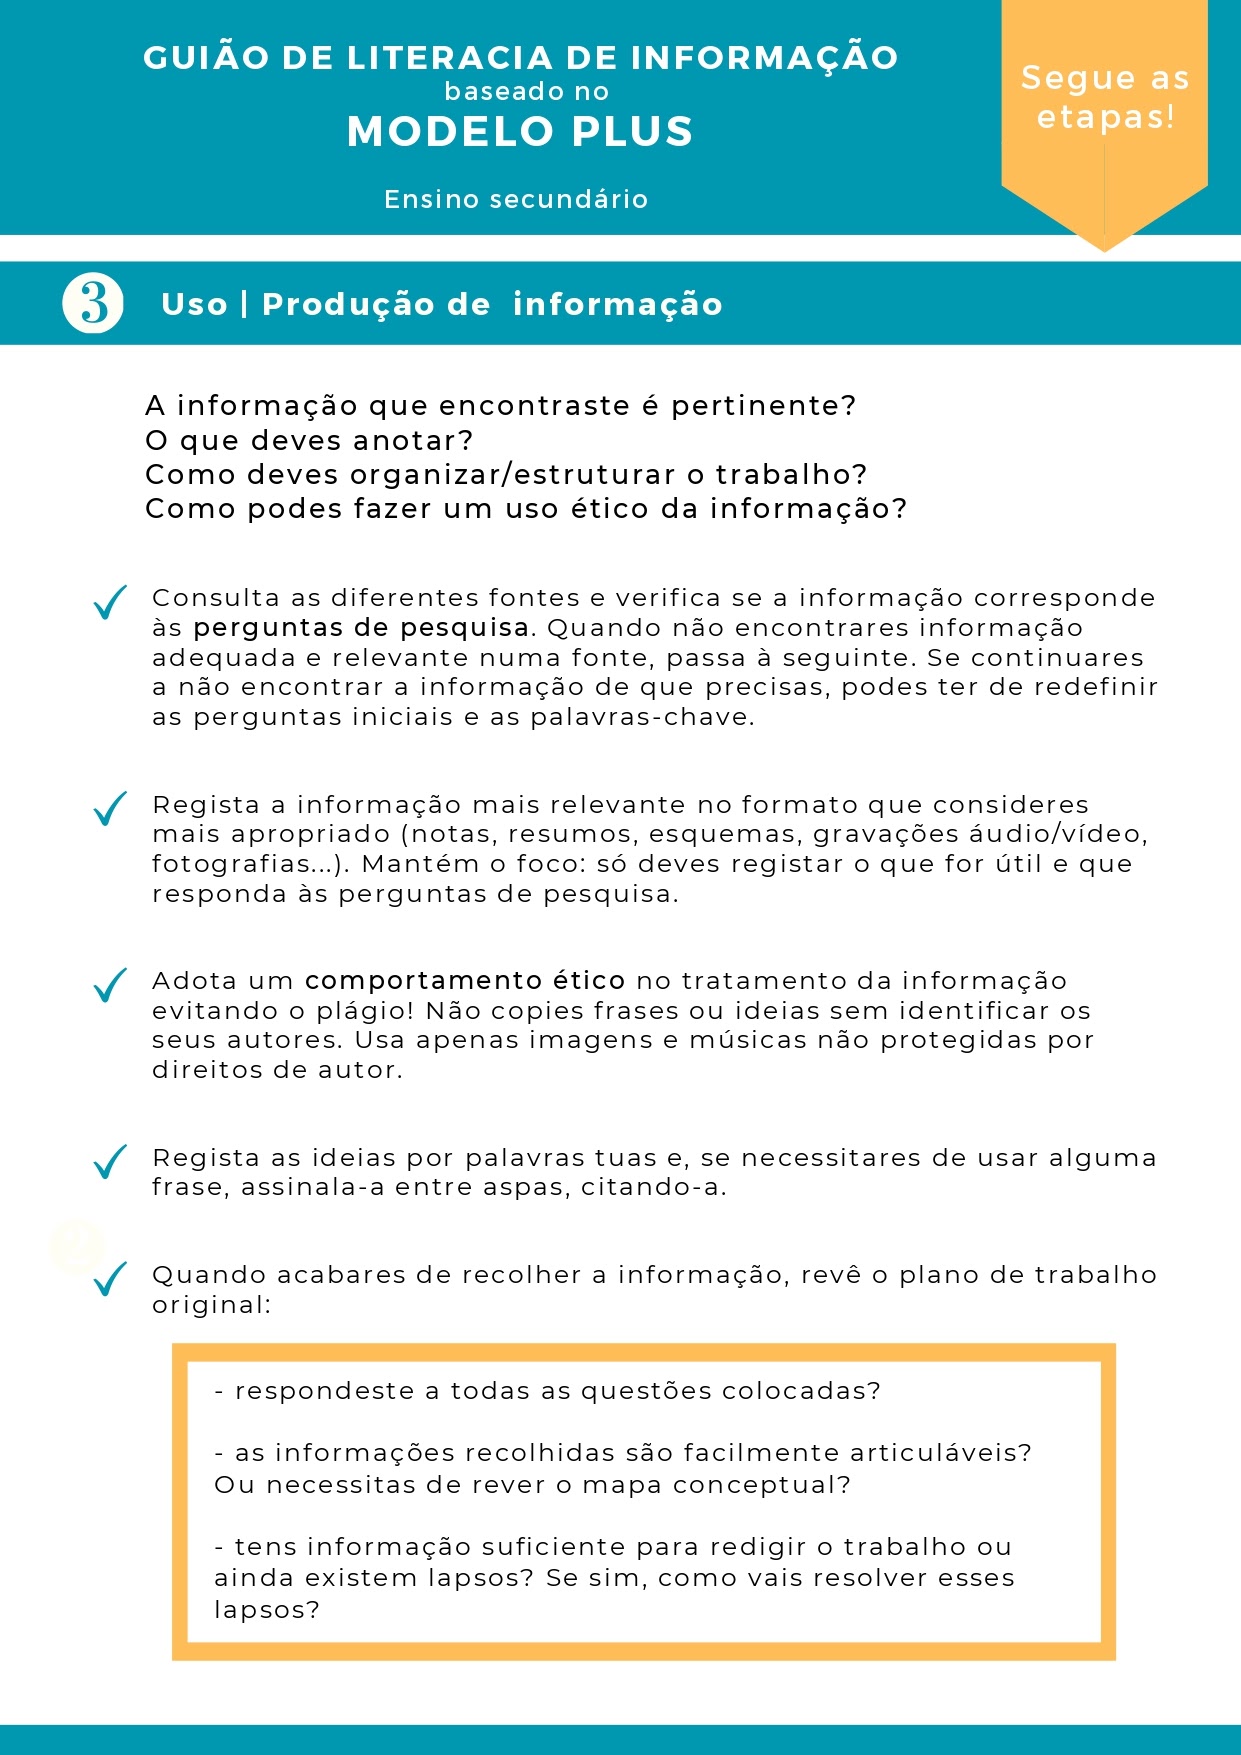 GUIÃO DE LITERACIA DE INFORMAÇÃO
baseado no
MODELO PLUS
Ensino secundário
Segue as
etapas!
3 Uso | Produção de informação
A informação que encontraste é pertinente?
O que deves anotar?
Como deves organizar/estruturar o trabalho?
Como podes fazer um uso ético da informação?
Consulta as diferentes fontes e verifica se a informação corresponde
às perguntas de pesquisa. Quando não encontrares informação
adequada e relevante numa fonte, passa à seguinte. Se continuares
a não encontrar a informação de que precisas, podes ter de redefinir
as perguntas iniciais e as palavras-chave.
Regista a informação mais relevante no formato que consideres
mais apropriado (notas, resumos, esquemas, gravações áudio/vídeo,
fotografias...). Mantém o foco: só deves registar o que for útil e que
responda às perguntas de pesquisa.
Adota um comportamento ético no tratamento da informação
evitando o plágio! Não copies frases ou ideias sem identificar os
seus autores. Usa apenas imagens e músicas não protegidas por
direitos de autor.
Regista as ideias por palavras tuas e, se necessitares de usar alguma
frase, assinala-a entre aspas, citando-a.
Quando acabares de recolher a informação, revê o plano de trabalho
original:
- respondeste a todas as questões colocadas?
- as informações recolhidas são facilmente articuláveis?
Ou necessitas de rever o mapa conceptual?
- tens informação suficiente para redigir o trabalho ou
ainda existem lapsos? Se sim, como vais resolver esses
lapsos?